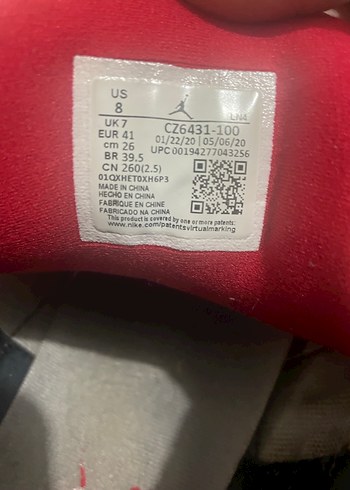 US
8
LN4
UK 7
CZ6431-100
EUR 41
01/22/20 | 05/06/20
cm 26
UPC 00194277043256
BR 39.5
CN 260(2.5)
01QXHET0XH6P3
MADE IN CHINA
HECHO EN CHINA
FABRIQUE EN CHINE
FABRICADO NA CHINA
This product is covered by one or more patents:
www.nike.com/patentsvirtualmarking